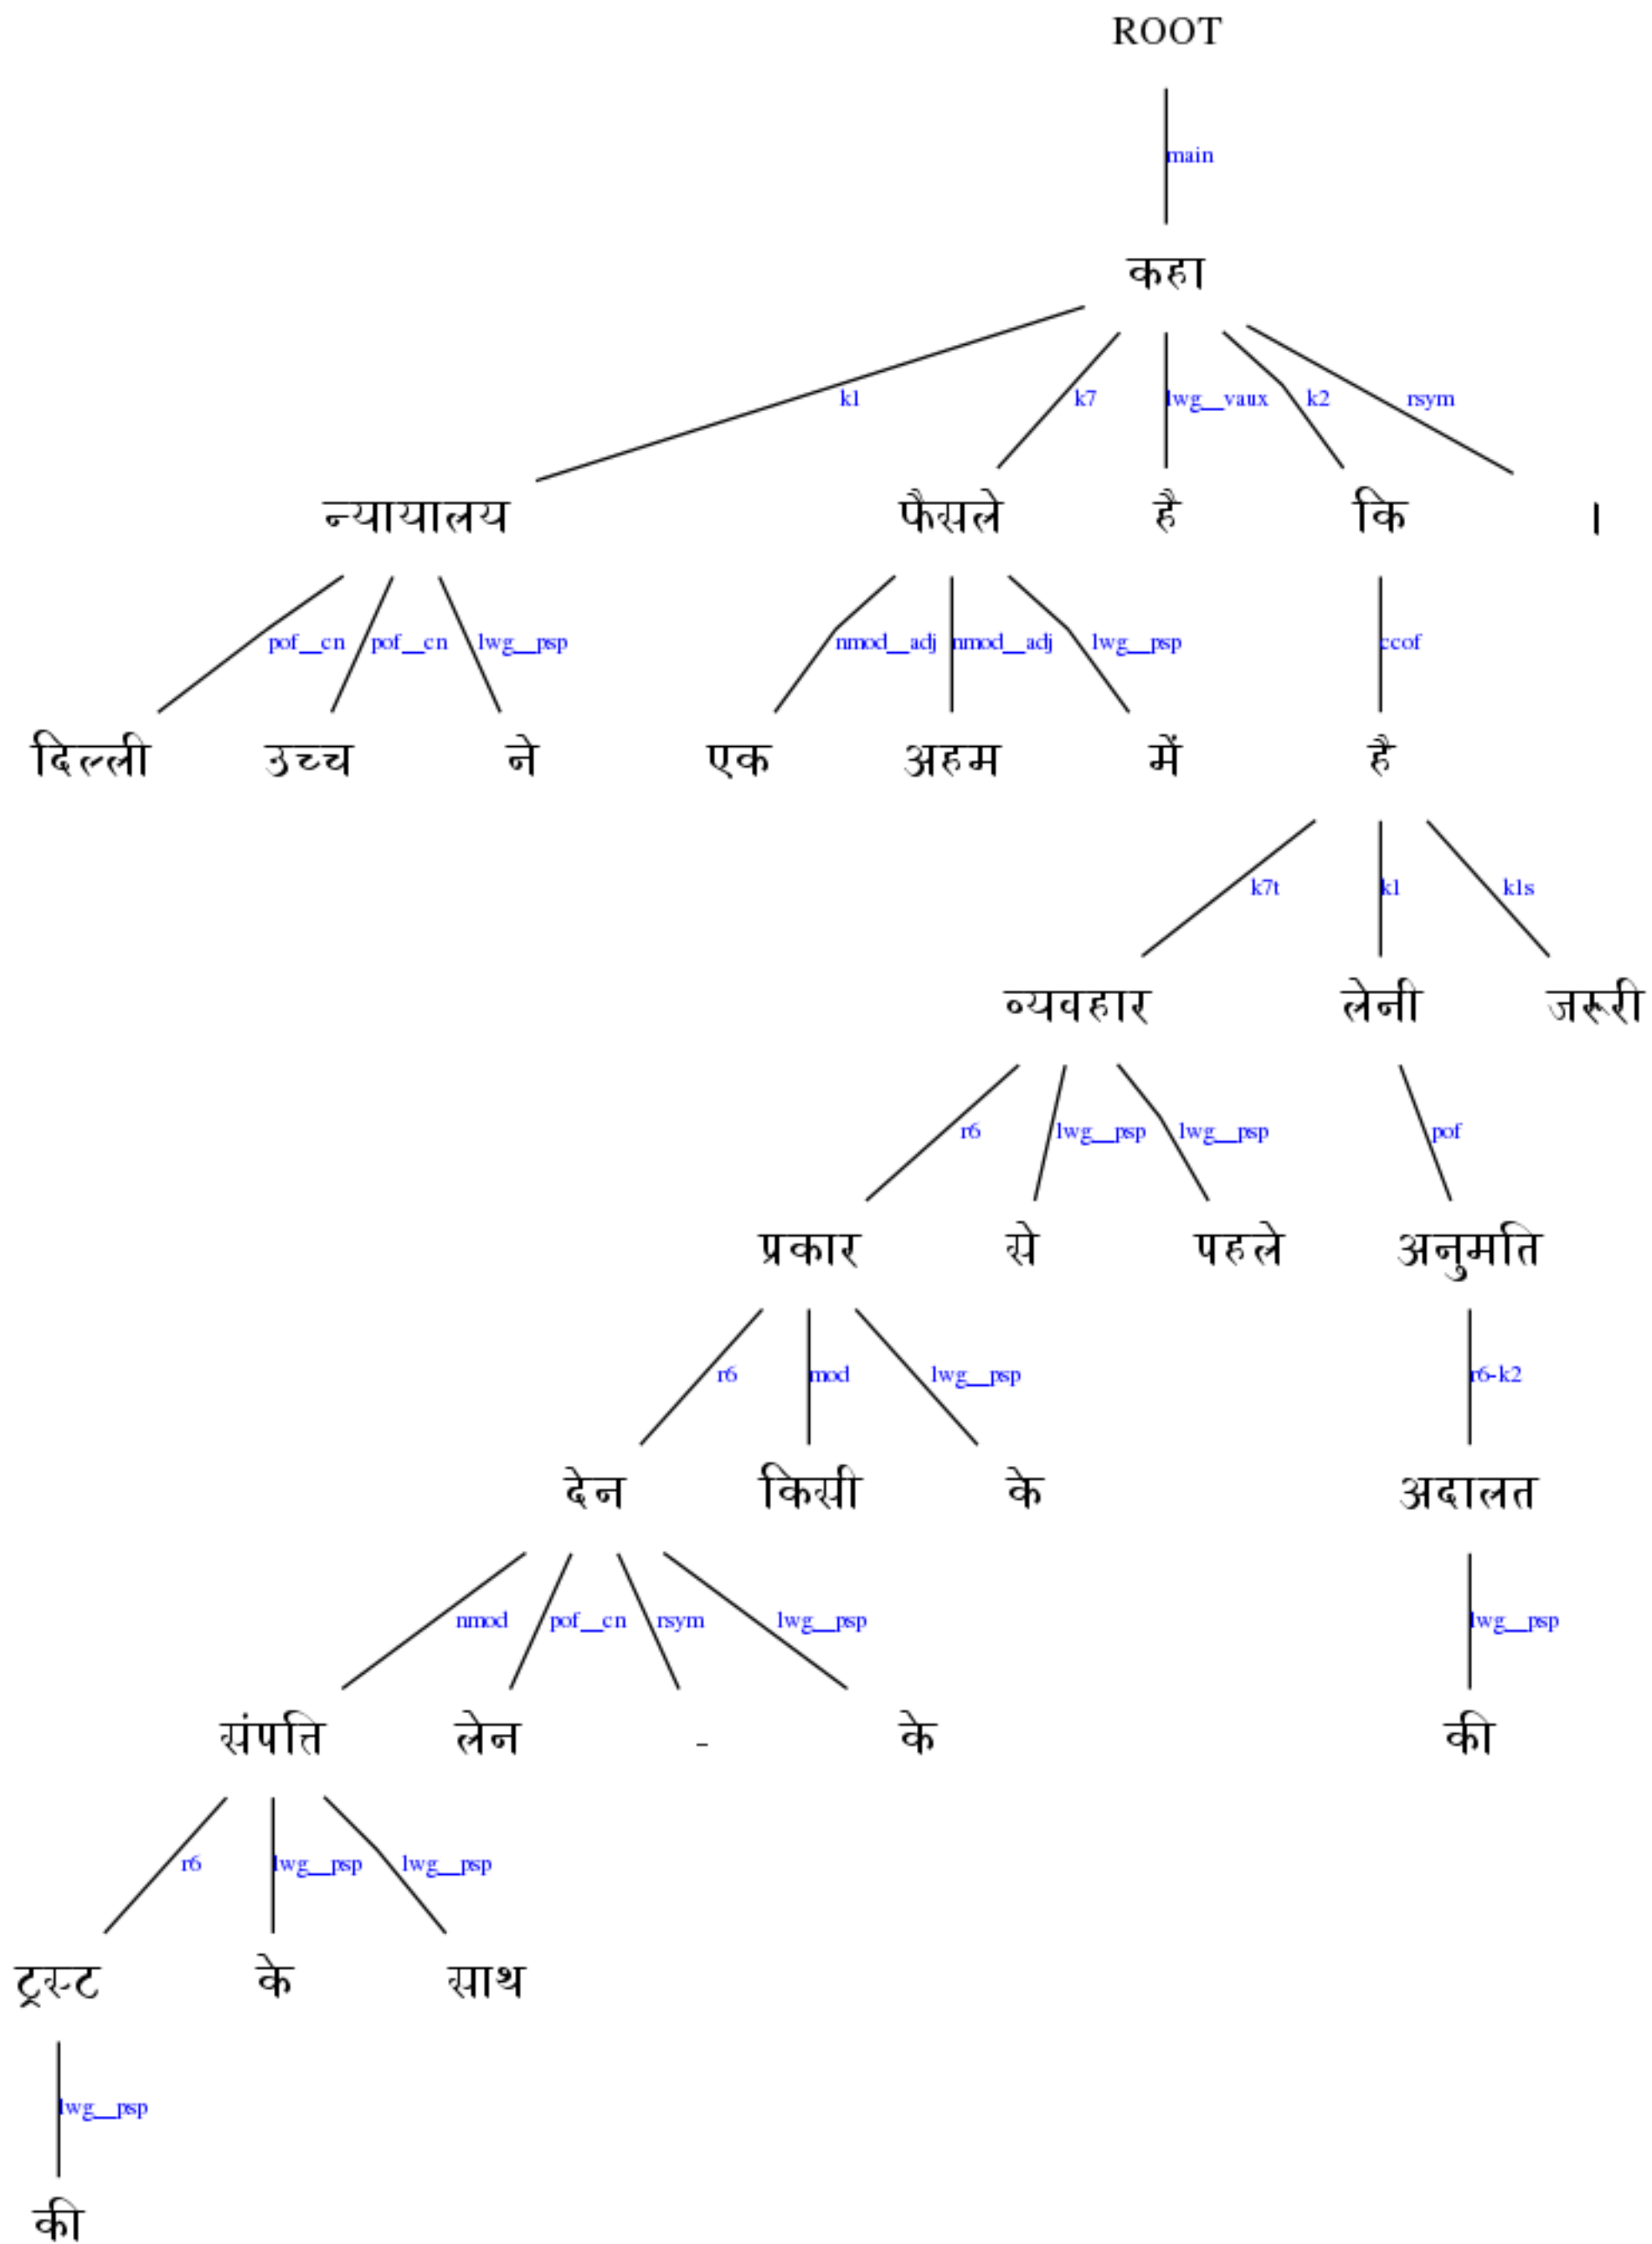 ROOT
main
कहा
k1 k7 lwg__vaux k2 rsym
न्यायालय फैसले है कि ।
pof__cn pof__cn lwg__psp nmod__adj nmod__adj lwg__psp ccof
दिल्ली उच्च ने एक अहम में है
k7t k1 k1s
व्यवहार लेनी जरूरी
r6 lwg__psp lwg__psp pof
प्रकार से पहले अनुमति
r6 mod lwg__psp r6-k2
देन किसी के अदालत
nmod pof__cn rsym lwg__psp lwg__psp
संपत्ति लेन - के की
r6 lwg__psp lwg__psp
ट्रस्ट के साथ
lwg__psp
की